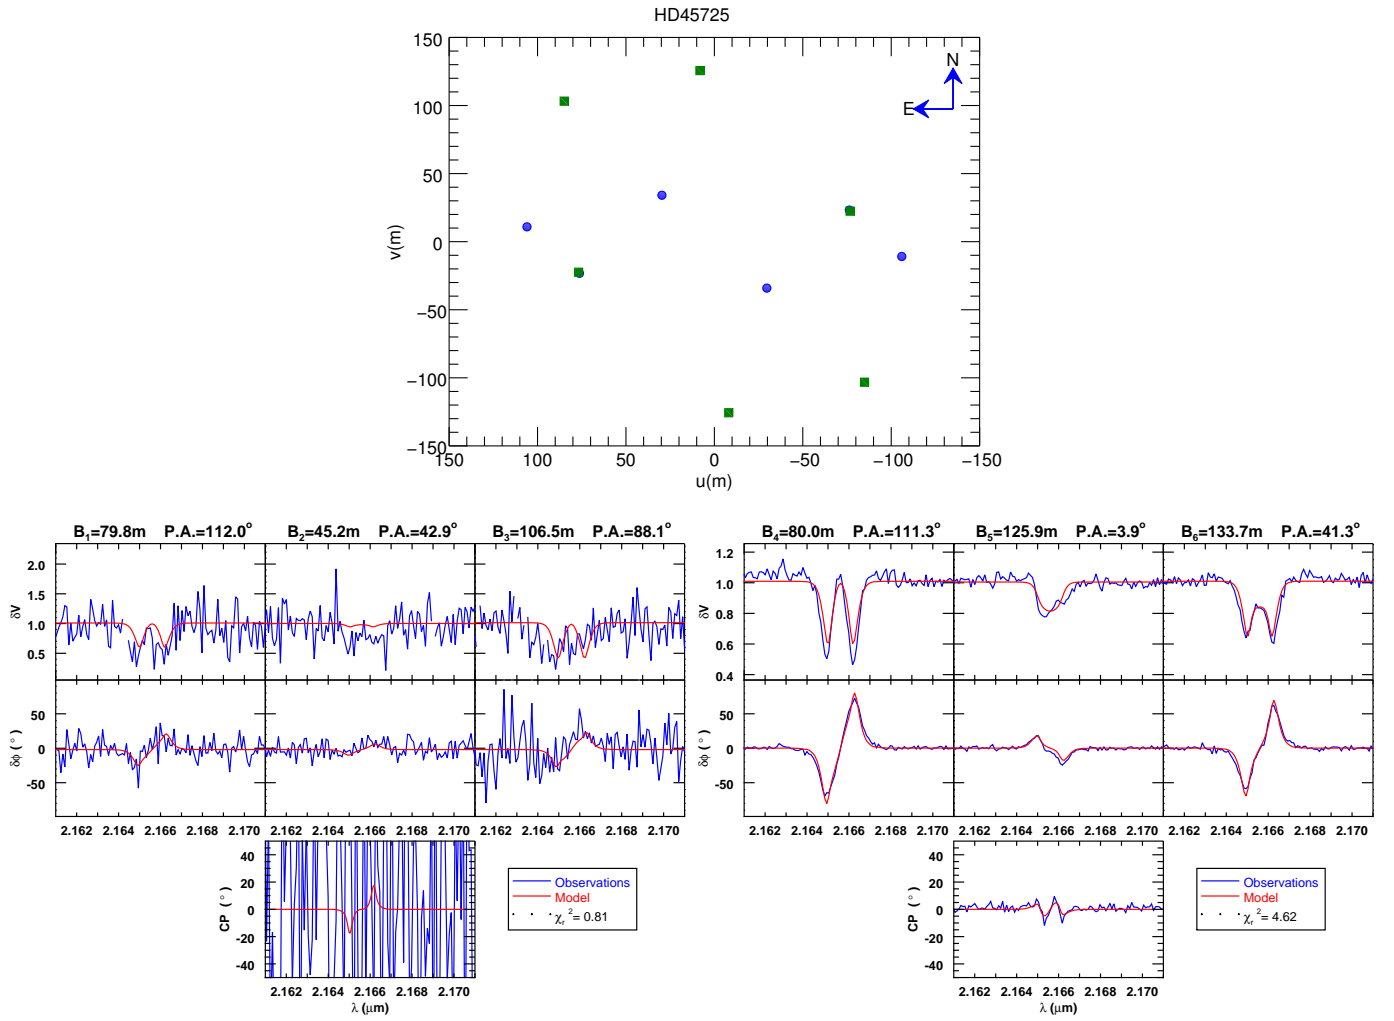 HD45725
150
100
50
0
−50
−100
−150
v(m)
N
E
150 100 50 0 −50 −100 −150
u(m)
B1=79.8m P.A.=112.0° B2=45.2m P.A.=42.9° B3=106.5m P.A.=88.1°
B4=80.0m P.A.=111.3° B5=125.9m P.A.=3.9° B6=133.7m P.A.=41.3°
2.0
1.5
1.0
0.5
δV
50
0
-50
δφ (°)
2.162 2.164 2.166 2.168 2.170 2.162 2.164 2.166 2.168 2.170 2.162 2.164 2.166 2.168 2.170
1.2
1.0
0.8
0.6
0.4
δV
50
0
-50
δφ (°)
2.162 2.164 2.166 2.168 2.170 2.162 2.164 2.166 2.168 2.170 2.162 2.164 2.166 2.168 2.170
40
20
0
-20
-40
CP (°)
2.162 2.164 2.166 2.168 2.170
λ (μm)
Observations
Model
χr²= 0.81
40
20
0
-20
-40
CP (°)
2.162 2.164 2.166 2.168 2.170
λ (μm)
Observations
Model
χr²= 4.62